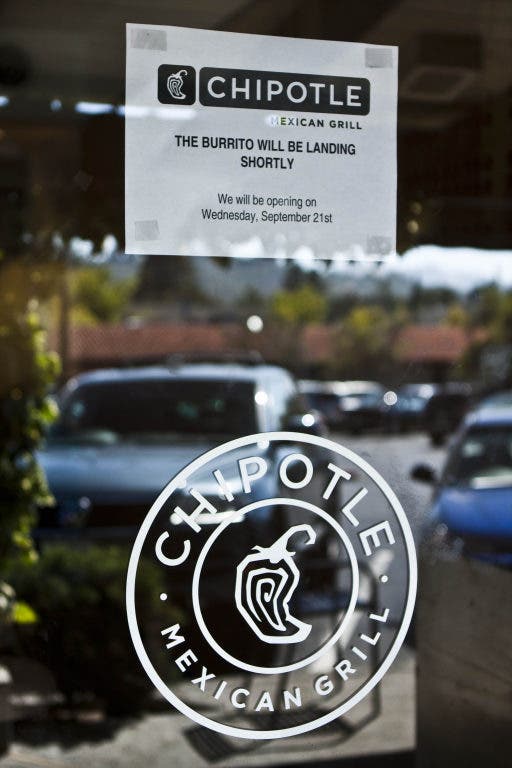 CHIPOTLE
MEXICAN GRILL
THE BURRITO WILL BE LANDING
SHORTLY
We will be opening on
Wednesday, September 21st
CHIPOTLE
MEXICAN GRILL